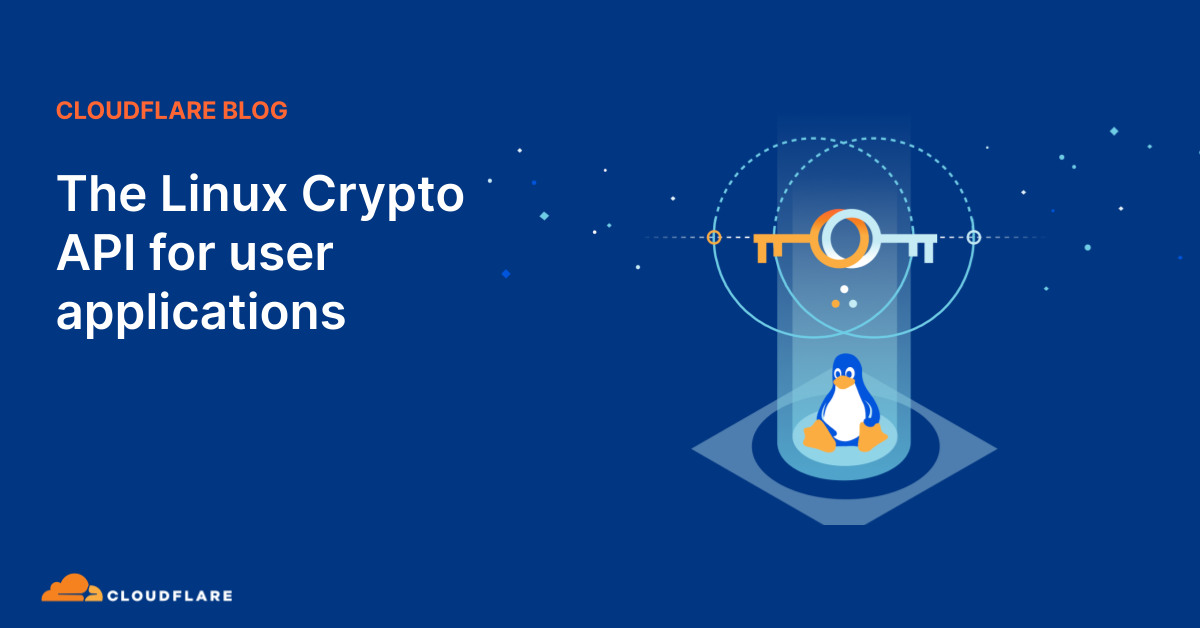 CLOUDFLARE BLOG
The Linux Crypto
API for user
applications
CLOUDFLARE